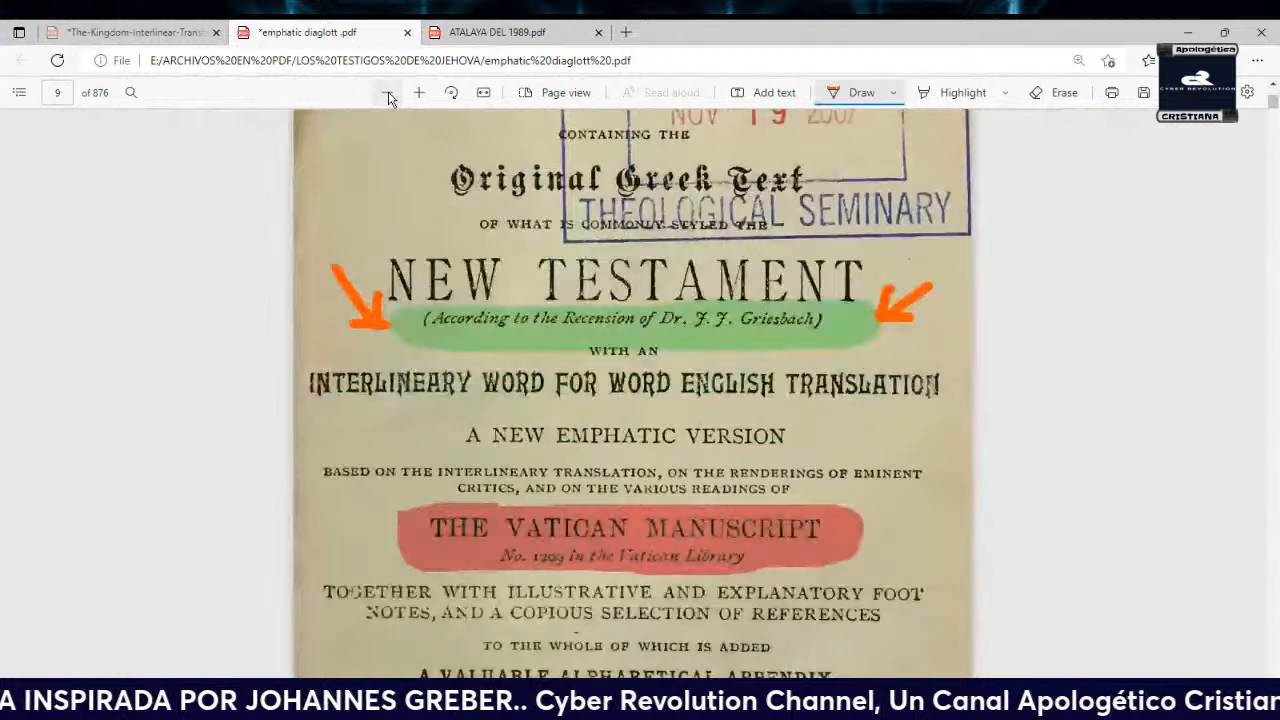 *The-Kingdom-Interlinear-Transl
*emphatic diaglott .pdf
ATALAYA DEL 1989.pdf
File
E:/ARCHIVOS%20EN%20PDF/LOS%20TESTIGOS%20DE%20JEHOVA/emphatic%20diaglott%20.pdf
Apologética
CYBER REVOLUTION
CRISTIANA
9 of 876
Page view
Read aloud
Add text
Draw
Highlight
Erase
NOV 19 2007
CONTAINING THE
Original Greek Text
THEOLOGICAL SEMINARY
OF WHAT IS COMMONLY STYLED THE
NEW TESTAMENT
(According to the Recension of Dr. J. J. Griesbach)
WITH AN
INTERLINEARY WORD FOR WORD ENGLISH TRANSLATION
A NEW EMPHATIC VERSION
BASED ON THE INTERLINEARY TRANSLATION, ON THE RENDERINGS OF EMINENT
CRITICS, AND ON THE VARIOUS READINGS OF
THE VATICAN MANUSCRIPT
No. 1209 in the Vatican Library
TOGETHER WITH ILLUSTRATIVE AND EXPLANATORY FOOT
NOTES, AND A COPIOUS SELECTION OF REFERENCES
TO THE WHOLE OF WHICH IS ADDED
A VALUABLE ALPHABETICAL APPENDIX
A INSPIRADA POR JOHANNES GREBER.. Cyber Revolution Channel, Un Canal Apologético Cristian